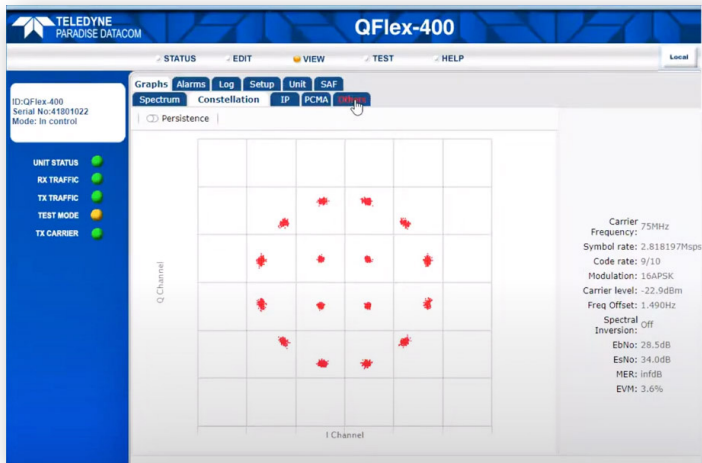 TELEDYNE
PARADISE DATACOM
QFlex-400
STATUS EDIT VIEW TEST HELP
Local
Graphs Alarms Log Setup Unit SAF
Spectrum Constellation IP PCMA
ID:QFlex-400
Serial No:41801022
Mode: In control
Persistence
UNIT STATUS
RX TRAFFIC
TX TRAFFIC
TEST MODE
TX CARRIER
Q Channel
I Channel
Carrier Frequency: 75MHz
Symbol rate: 2.818197Msps
Code rate: 9/10
Modulation: 16APSK
Carrier level: -22.9dBm
Freq Offset: 1.490Hz
Spectral Inversion: Off
EbNo: 28.5dB
EsNo: 34.0dB
MER: infdB
EVM: 3.6%